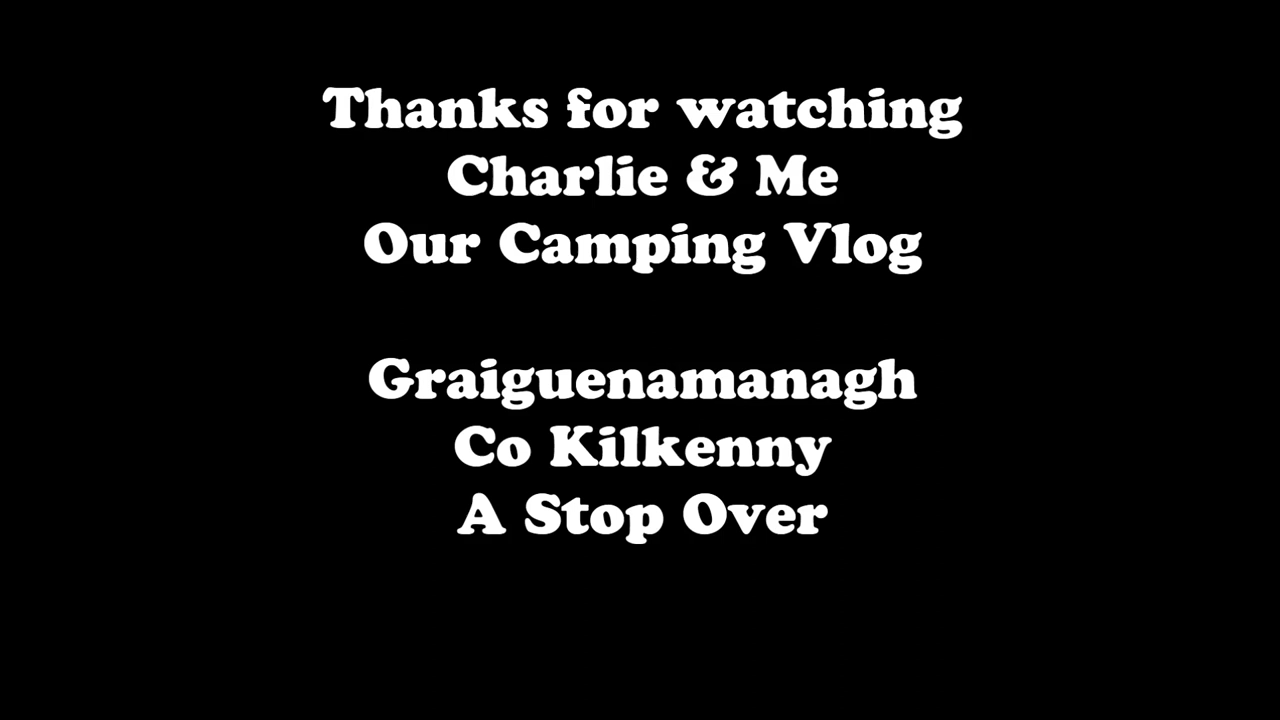 Thanks for watching
Charlie & Me
Our Camping Vlog
Graiguenamanagh
Co Kilkenny
A Stop Over